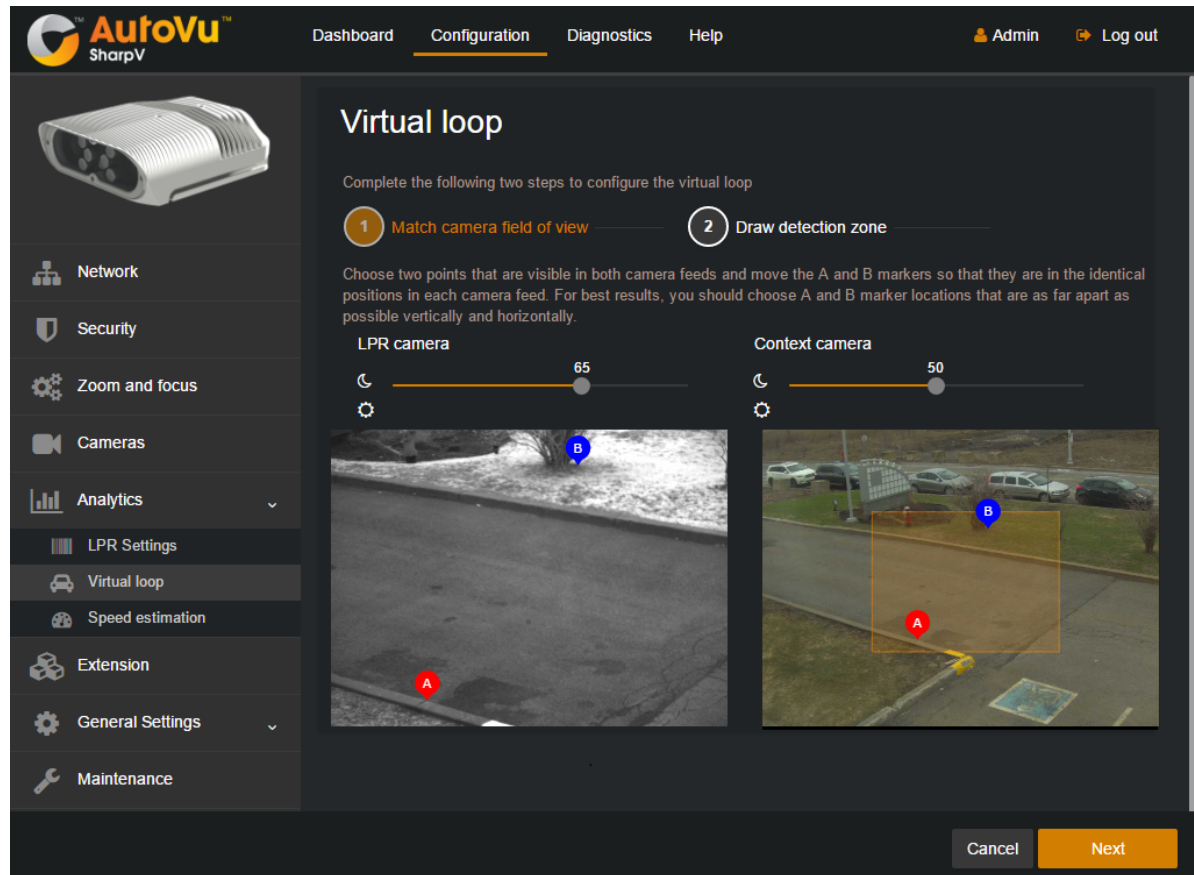 AutoVu™
SharpV
Dashboard Configuration Diagnostics Help Admin Log out
Virtual loop
Complete the following two steps to configure the virtual loop
1 Match camera field of view 2 Draw detection zone
Choose two points that are visible in both camera feeds and move the A and B markers so that they are in the identical
positions in each camera feed. For best results, you should choose A and B marker locations that are as far apart as
possible vertically and horizontally.
LPR camera Context camera
65 50
B
B
A
A
Network
Security
Zoom and focus
Cameras
Analytics
LPR Settings
Virtual loop
Speed estimation
Extension
General Settings
Maintenance
Cancel Next